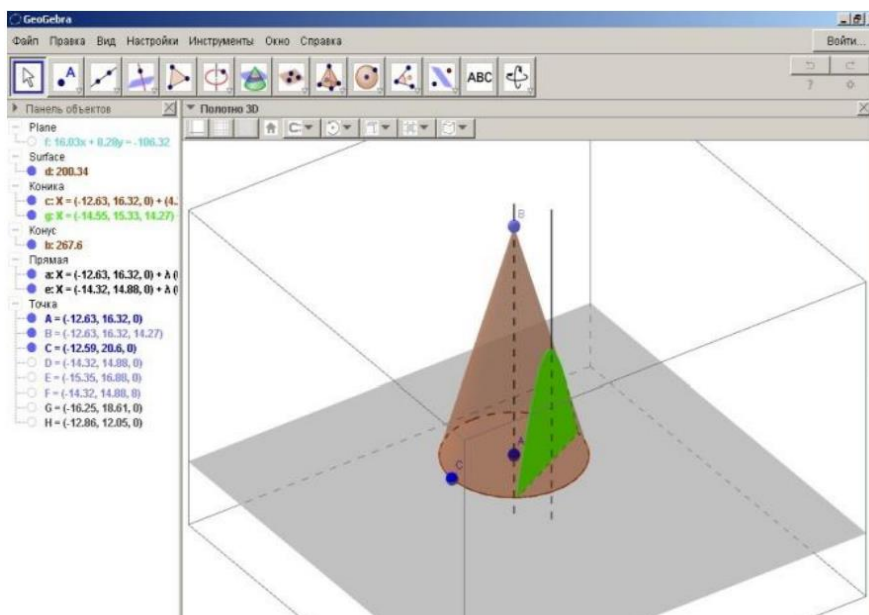 GeoGebra
Файл Правка Вид Настройки Инструменты Окно Справка
Войти...
A
ABC
?
Панель объектов
Полотно 3D
Plane
f: 16.03x + 8.28y = -106.32
Surface
d: 200.34
Коника
c: X = (-12.63, 16.32, 0) + (4.
g: X = (-14.55, 15.33, 14.27)
Конус
b: 267.6
Прямая
a: X = (-12.63, 16.32, 0) + λ (
e: X = (-14.32, 14.88, 0) + λ (
Точка
A = (-12.63, 16.32, 0)
B = (-12.63, 16.32, 14.27)
C = (-12.59, 20.6, 0)
D = (-14.32, 14.88, 0)
E = (-15.35, 16.88, 0)
F = (-14.32, 14.88, 8)
G = (-16.25, 18.61, 0)
H = (-12.86, 12.05, 0)
B
A
C